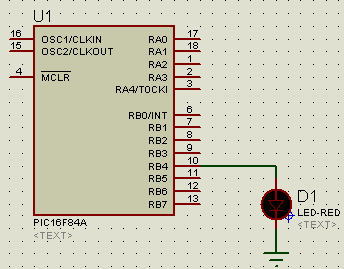 U1
16 OSC1/CLKIN RA0 17
15 OSC2/CLKOUT RA1 18
RA2 1
4 MCLR RA3 2
RA4/TOCKI 3
RB0/INT 6
RB1 7
RB2 8
RB3 9
RB4 10
RB5 11
RB6 12
RB7 13
PIC16F84A
<TEXT>
D1
LED-RED
<TEXT>